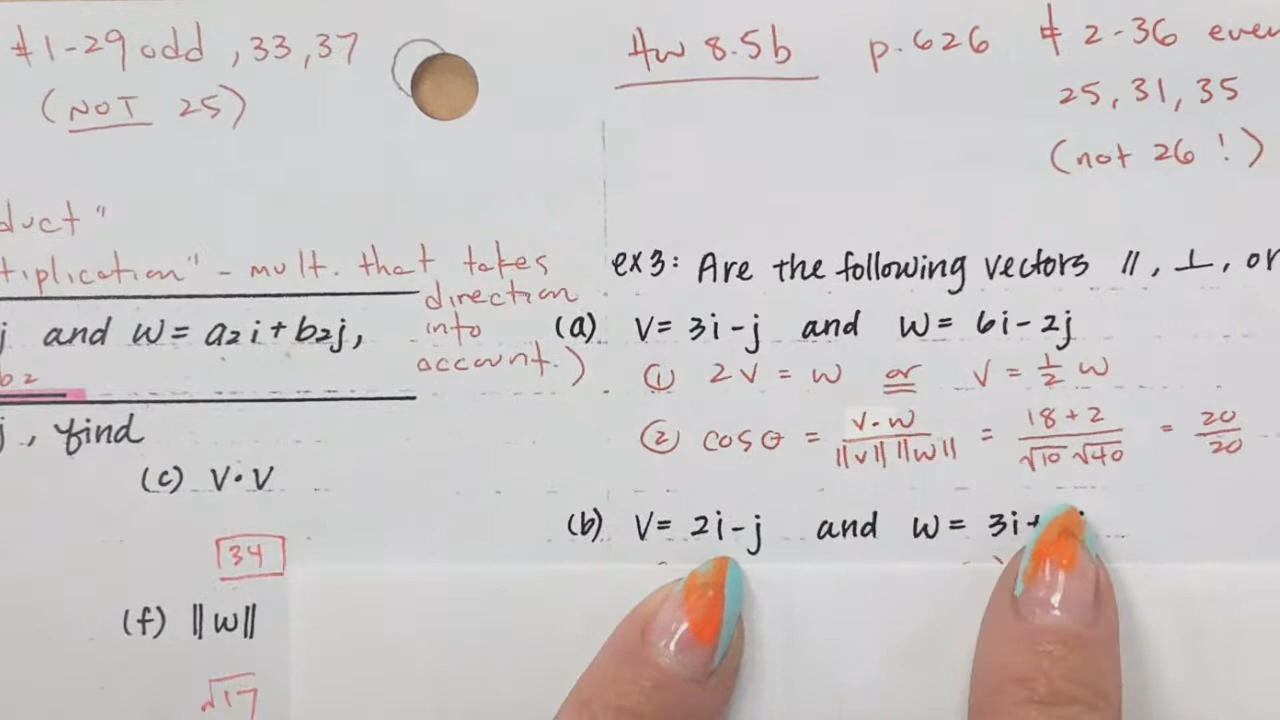 #1-29 odd, 33, 37
(NOT 25)
duct"
tiplication" - mult. that takes
direction
into
account.)
j and w = a₂i + b₂j,
b₂
j, find
(c) v·v
34
(f) ||w||
√17
Hw 8.5b p.626 # 2-36 even
25, 31, 35
(not 26!)
ex3: Are the following vectors //, ⊥, or
(a) v = 3i - j and w = 6i - 2j
① 2v = w or v = 1/2 w
② cos θ = v·w / ||v|| ||w|| = 18+2 / √10 √40 = 20/20
(b) v = 2i - j and w = 3i+